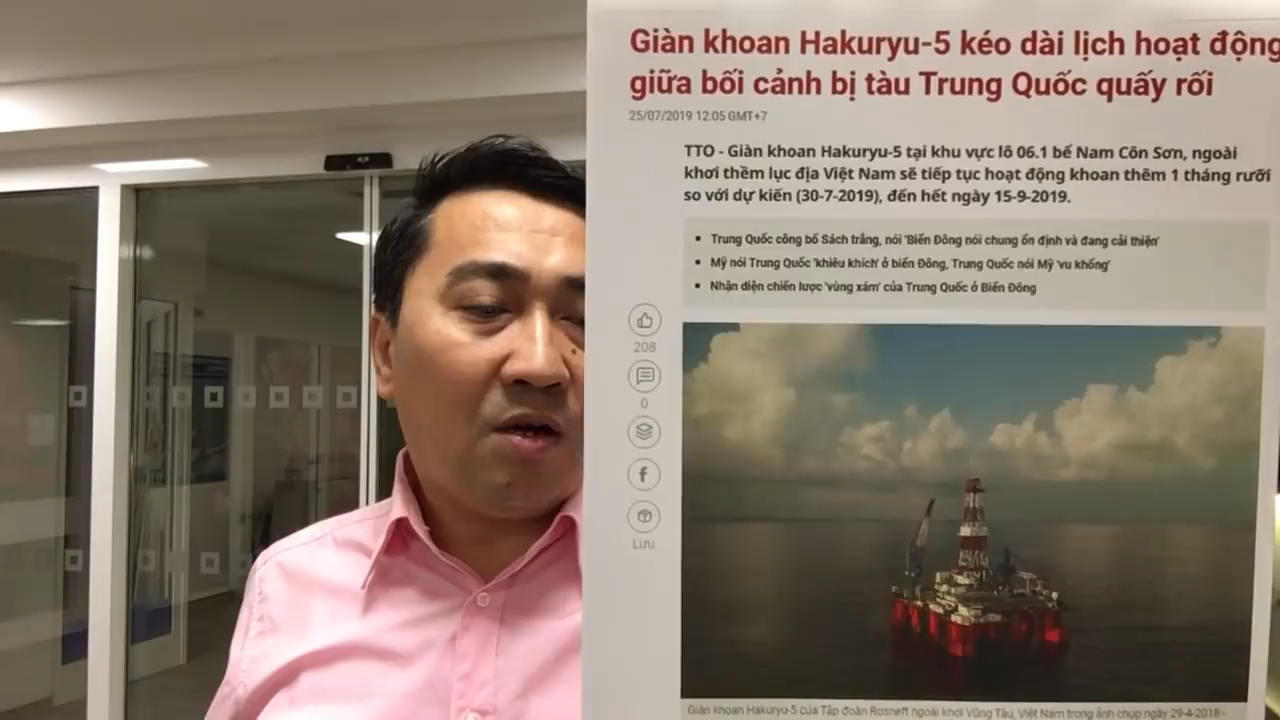 Giàn khoan Hakuryu-5 kéo dài lịch hoạt động
giữa bối cảnh bị tàu Trung Quốc quấy rối
25/07/2019 12:05 GMT+7
TTO - Giàn khoan Hakuryu-5 tại khu vực lô 06.1 bể Nam Côn Sơn, ngoài
khơi thềm lục địa Việt Nam sẽ tiếp tục hoạt động khoan thêm 1 tháng rưỡi
so với dự kiến (30-7-2019), đến hết ngày 15-9-2019.
Trung Quốc công bố Sách trắng, nói 'Biển Đông nói chung ổn định và đang cải thiện'
Mỹ nói Trung Quốc 'khiêu khích' ở biển Đông, Trung Quốc nói Mỹ 'vu khống'
Nhận diện chiến lược 'vùng xám' của Trung Quốc ở Biển Đông
208
0
f
Lưu
Giàn khoan Hakuryu-5 của Tập đoàn Rosneft ngoài khơi Vũng Tàu, Việt Nam trong ảnh chụp ngày 29-4-2018 -